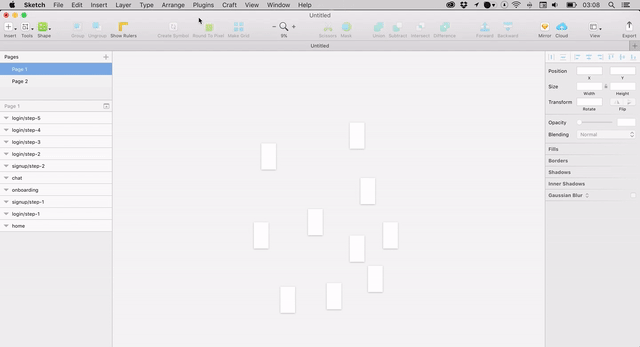 Sketch File Edit Insert Layer Type Arrange Plugins Craft View Window Help 03:08
Untitled
Insert Tools Shape Group Ungroup Show Rulers Create Symbol Round To Pixel Make Grid 9% Scissors Mask Union Subtract Intersect Difference Forward Backward Mirror Cloud View Export
Untitled
Pages
Page 1
Page 2
Page 1
login/step-5
login/step-4
login/step-3
login/step-2
signup/step-2
chat
onboarding
signup/step-1
login/step-1
home
Position
X Y
Size
Width Height
Transform
Rotate Flip
Opacity
Blending Normal
Fills
Borders
Shadows
Inner Shadows
Gaussian Blur